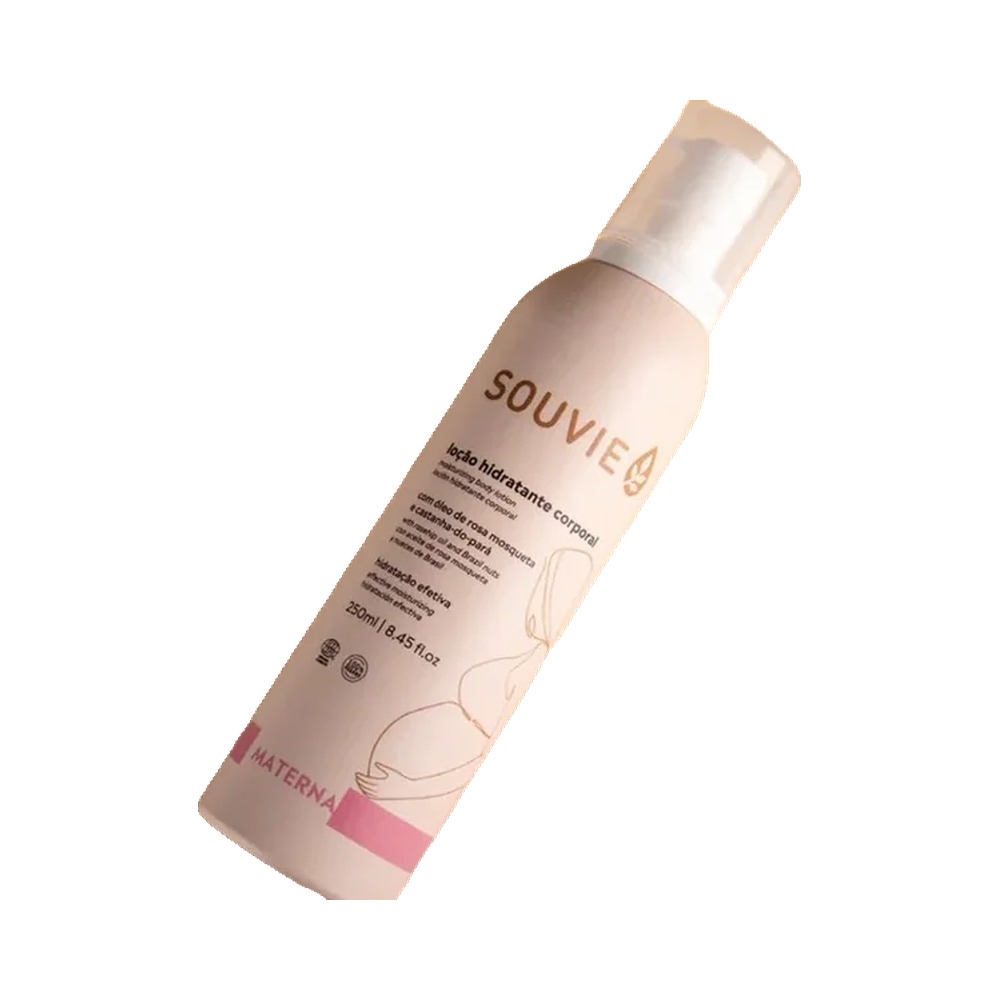 SOUVIE
loção hidratante corporal
moisturizing body lotion
loción hidratante corporal
com óleo de rosa mosqueta
e castanha-do-pará
with rosehip oil and Brazil nuts
con aceite de rosa mosqueta
y nueces de Brasil
hidratação efetiva
effective moisturizing
hidratación efectiva
250ml | 8.45 fl.oz
MATERNA